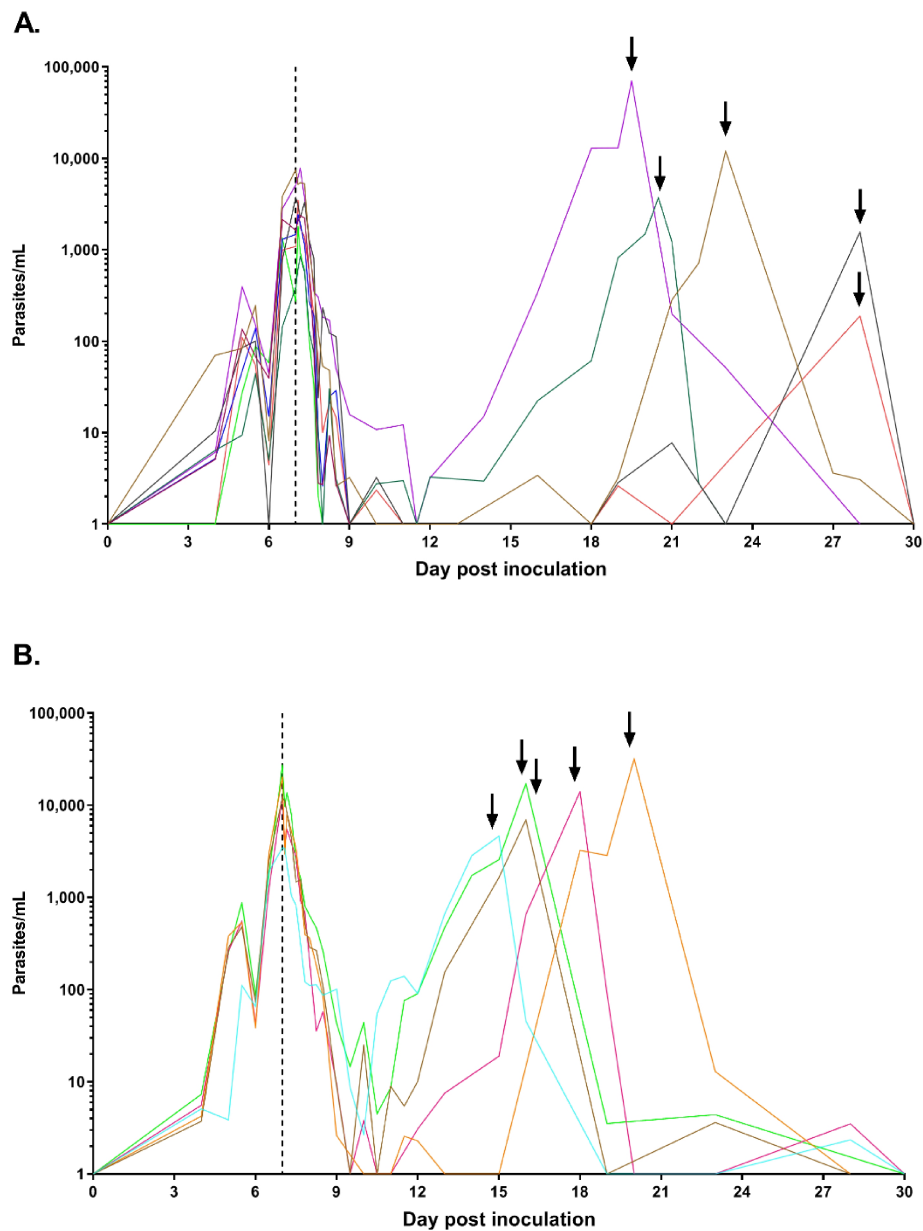 A.
100,000
10,000
1,000
100
10
1
Parasites/mL
0 3 6 9 12 15 18 21 24 27 30
Day post inoculation
B.
100,000
10,000
1,000
100
10
1
Parasites/mL
0 3 6 9 12 15 18 21 24 27 30
Day post inoculation